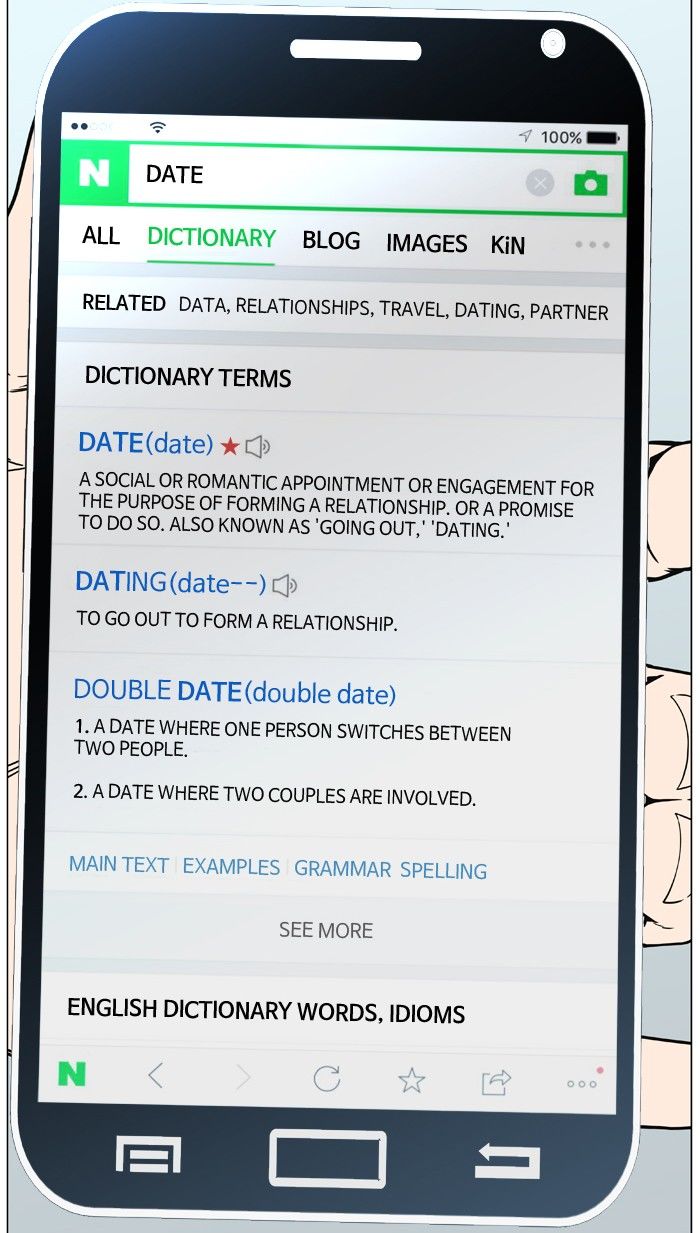 100%
N DATE
ALL DICTIONARY BLOG IMAGES KiN
RELATED DATA, RELATIONSHIPS, TRAVEL, DATING, PARTNER
DICTIONARY TERMS
DATE(date)
A SOCIAL OR ROMANTIC APPOINTMENT OR ENGAGEMENT FOR
THE PURPOSE OF FORMING A RELATIONSHIP. OR A PROMISE
TO DO SO. ALSO KNOWN AS 'GOING OUT,' 'DATING.'
DATING(date--)
TO GO OUT TO FORM A RELATIONSHIP.
DOUBLE DATE(double date)
1. A DATE WHERE ONE PERSON SWITCHES BETWEEN
TWO PEOPLE.
2. A DATE WHERE TWO COUPLES ARE INVOLVED.
MAIN TEXT | EXAMPLES | GRAMMAR SPELLING
SEE MORE
ENGLISH DICTIONARY WORDS, IDIOMS
N